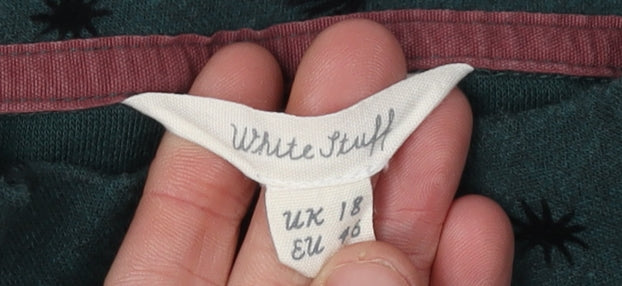 White Stuff
UK 18
EU 46